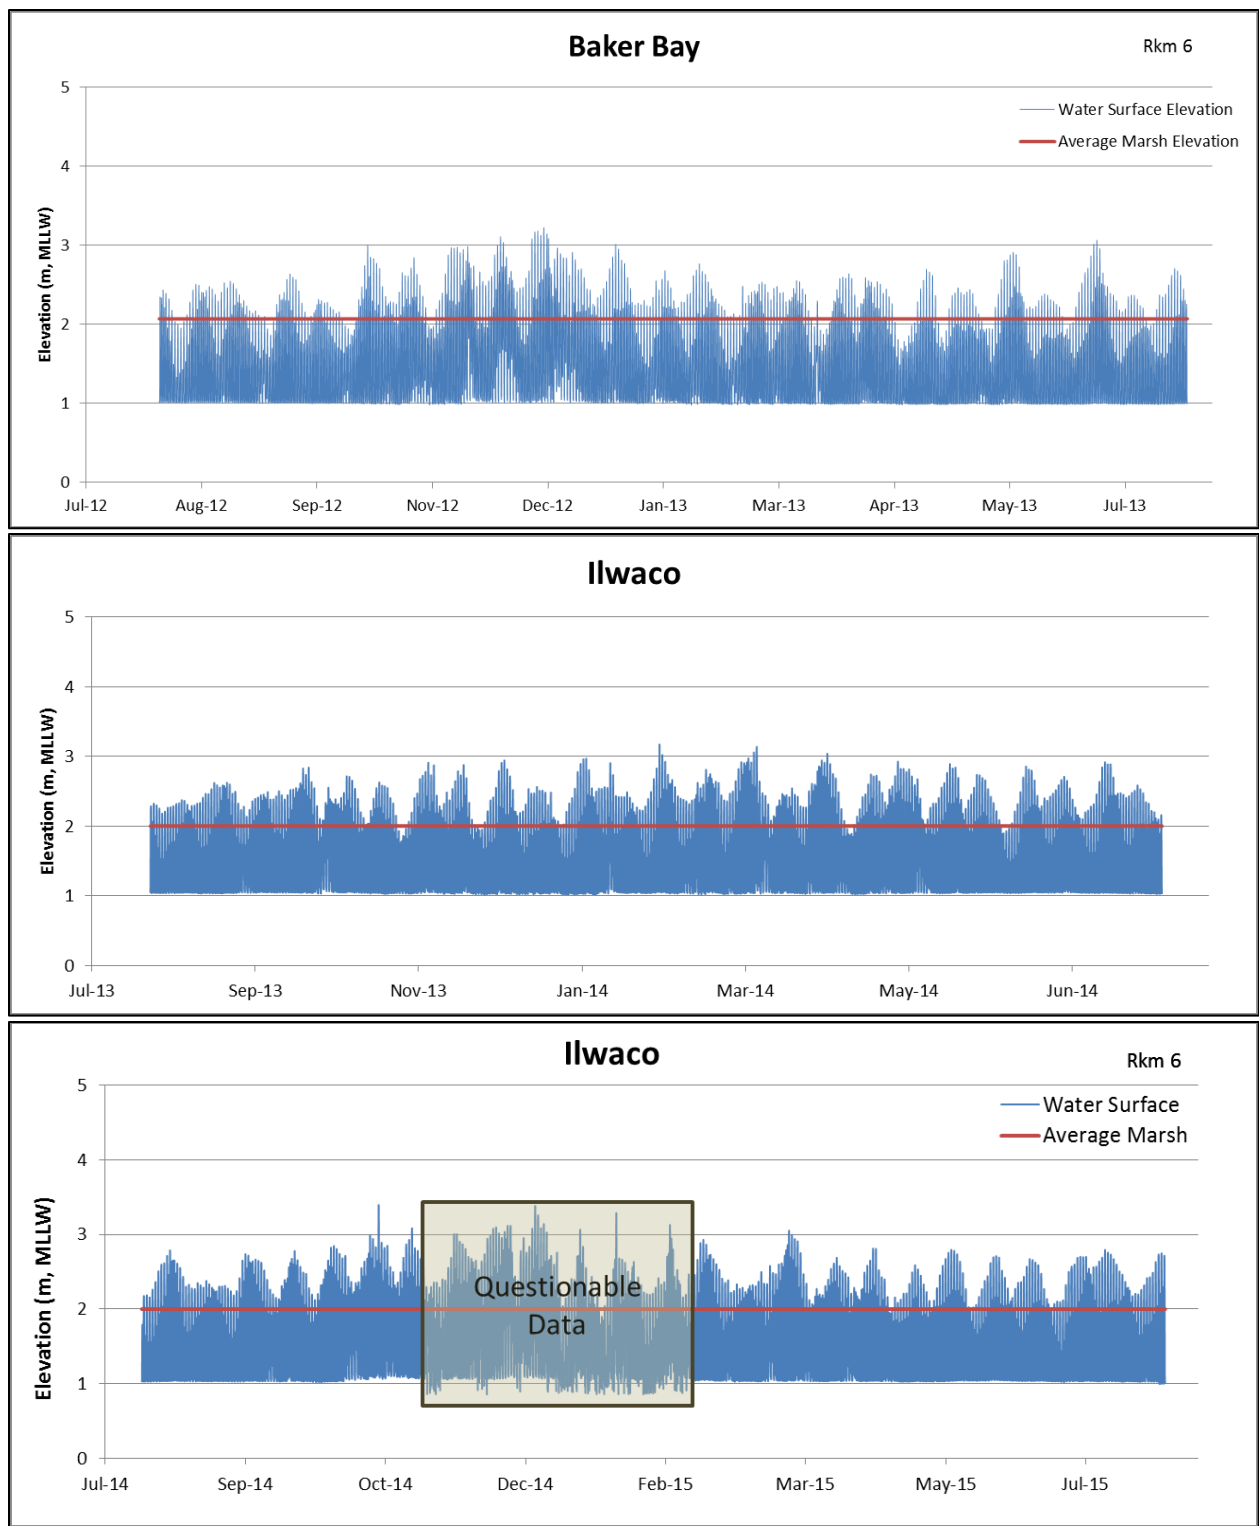 Baker Bay
Rkm 6
Elevation (m, MLLW)
5
4
3
2
1
0
Water Surface Elevation
Average Marsh Elevation
Jul-12 Aug-12 Sep-12 Nov-12 Dec-12 Jan-13 Mar-13 Apr-13 May-13 Jul-13
Ilwaco
Elevation (m, MLLW)
5
4
3
2
1
0
Jul-13 Sep-13 Nov-13 Jan-14 Mar-14 May-14 Jun-14
Ilwaco
Rkm 6
Elevation (m, MLLW)
5
4
3
2
1
0
Water Surface
Average Marsh
Questionable
Data
Jul-14 Sep-14 Oct-14 Dec-14 Feb-15 Mar-15 May-15 Jul-15